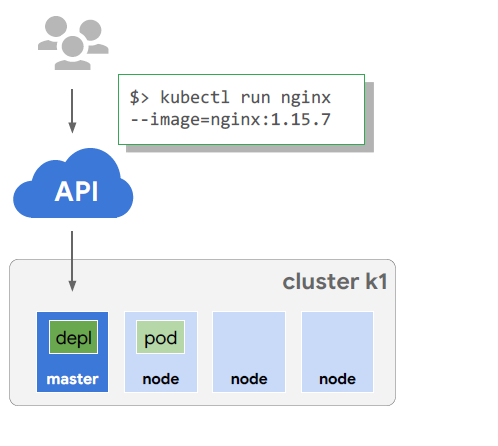 $> kubectl run nginx
--image=nginx:1.15.7
API
cluster k1
depl
pod
master
node
node
node